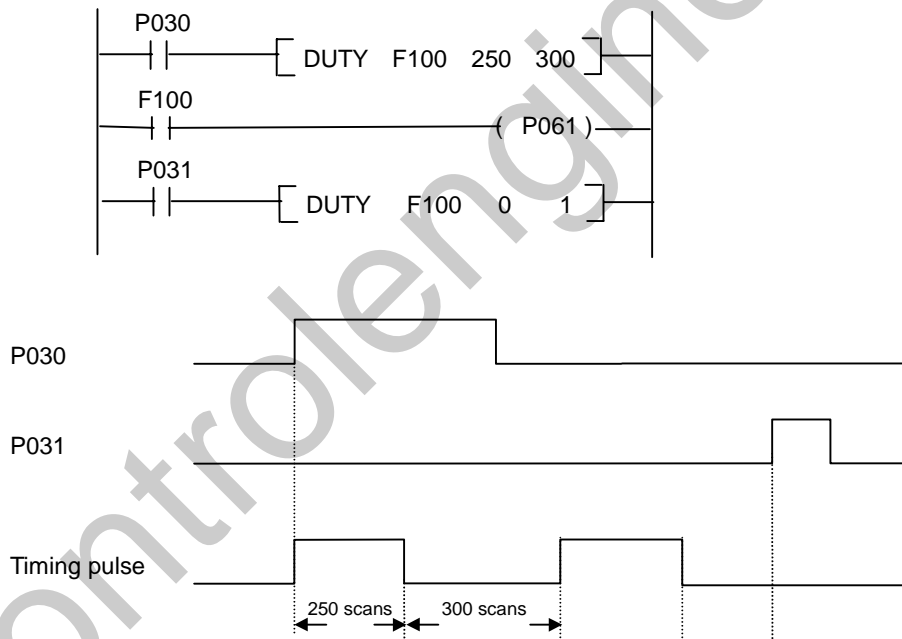 P030
DUTY F100 250 300
F100
( P061 )
P031
DUTY F100 0 1
P030
P031
Timing pulse
250 scans 300 scans